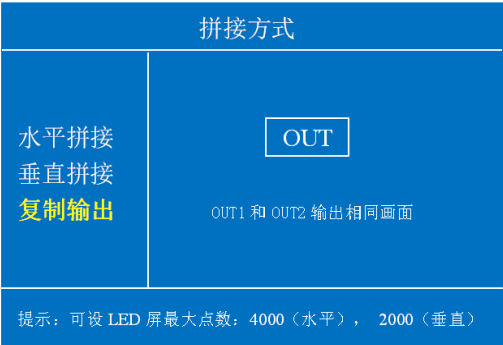 拼接方式
水平拼接
垂直拼接
复制输出
OUT
OUT1 和 OUT2 输出相同画面
提示：可设 LED 屏最大点数：4000（水平）， 2000（垂直）